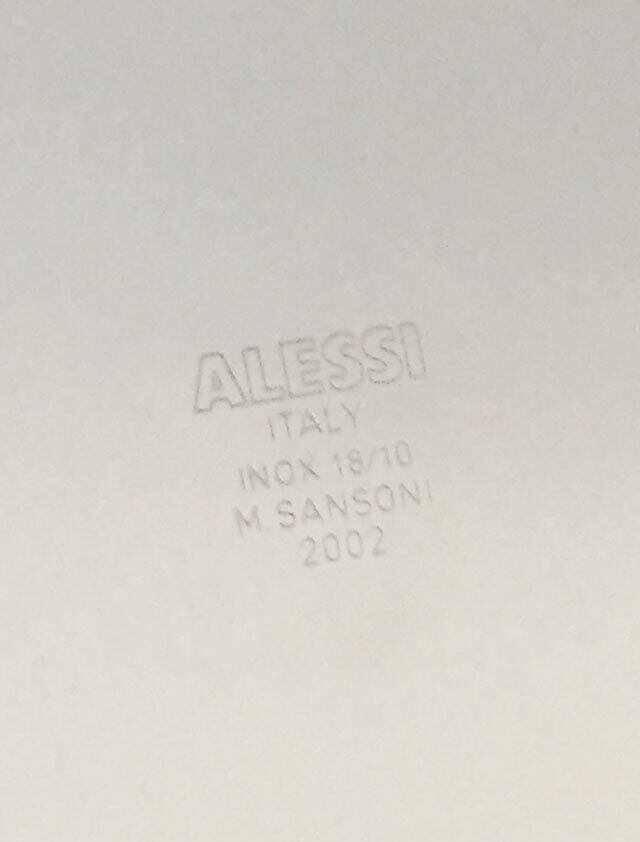 ALESSI
ITALY
INOX 18/10
M. SANSONI
2002